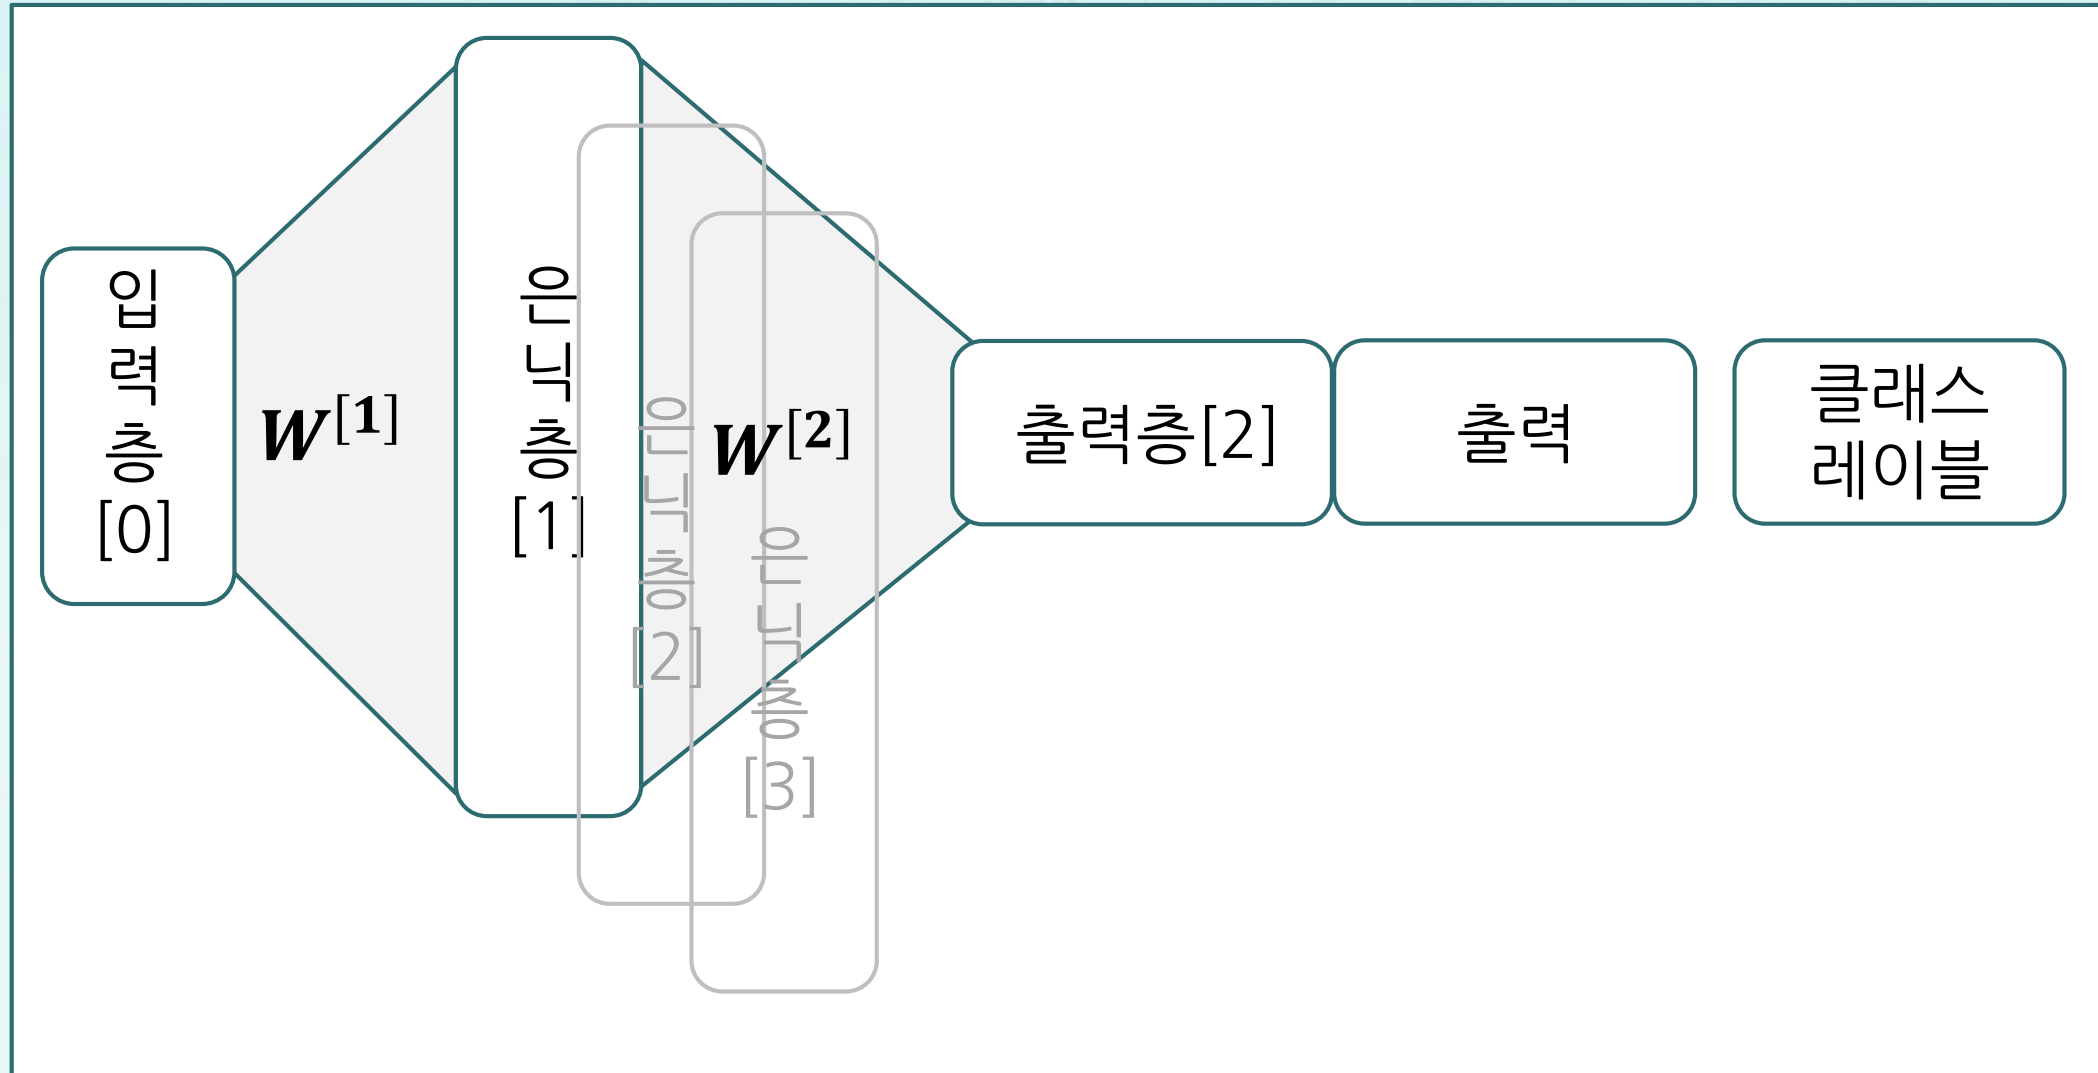 입
력
층
[0]
W[1]
은
닉
층
[1]
은
닉
층
[2]
W[2]
은
닉
층
[3]
출력층[2]
출력
클래스
레이블